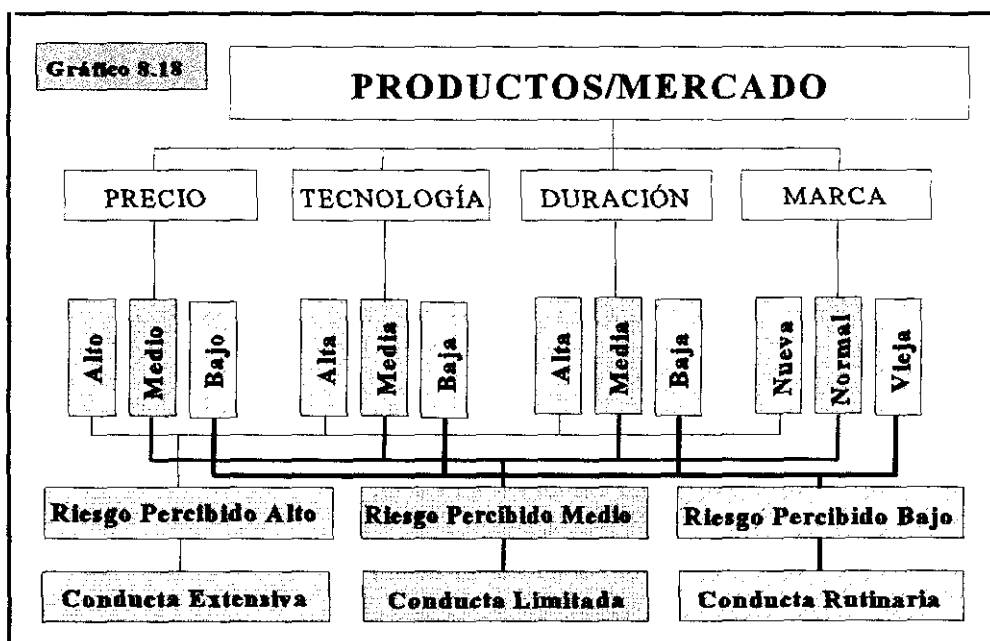 Gráfico 8.18
PRODUCTOS/MERCADO
PRECIO
TECNOLOGÍA
DURACIÓN
MARCA
Alto
Medio
Bajo
Alta
Media
Baja
Alta
Media
Baja
Nueva
Normal
Vieja
Riesgo Percibido Alto
Riesgo Percibido Medio
Riesgo Percibido Bajo
Conducta Extensiva
Conducta Limitada
Conducta Rutinaria